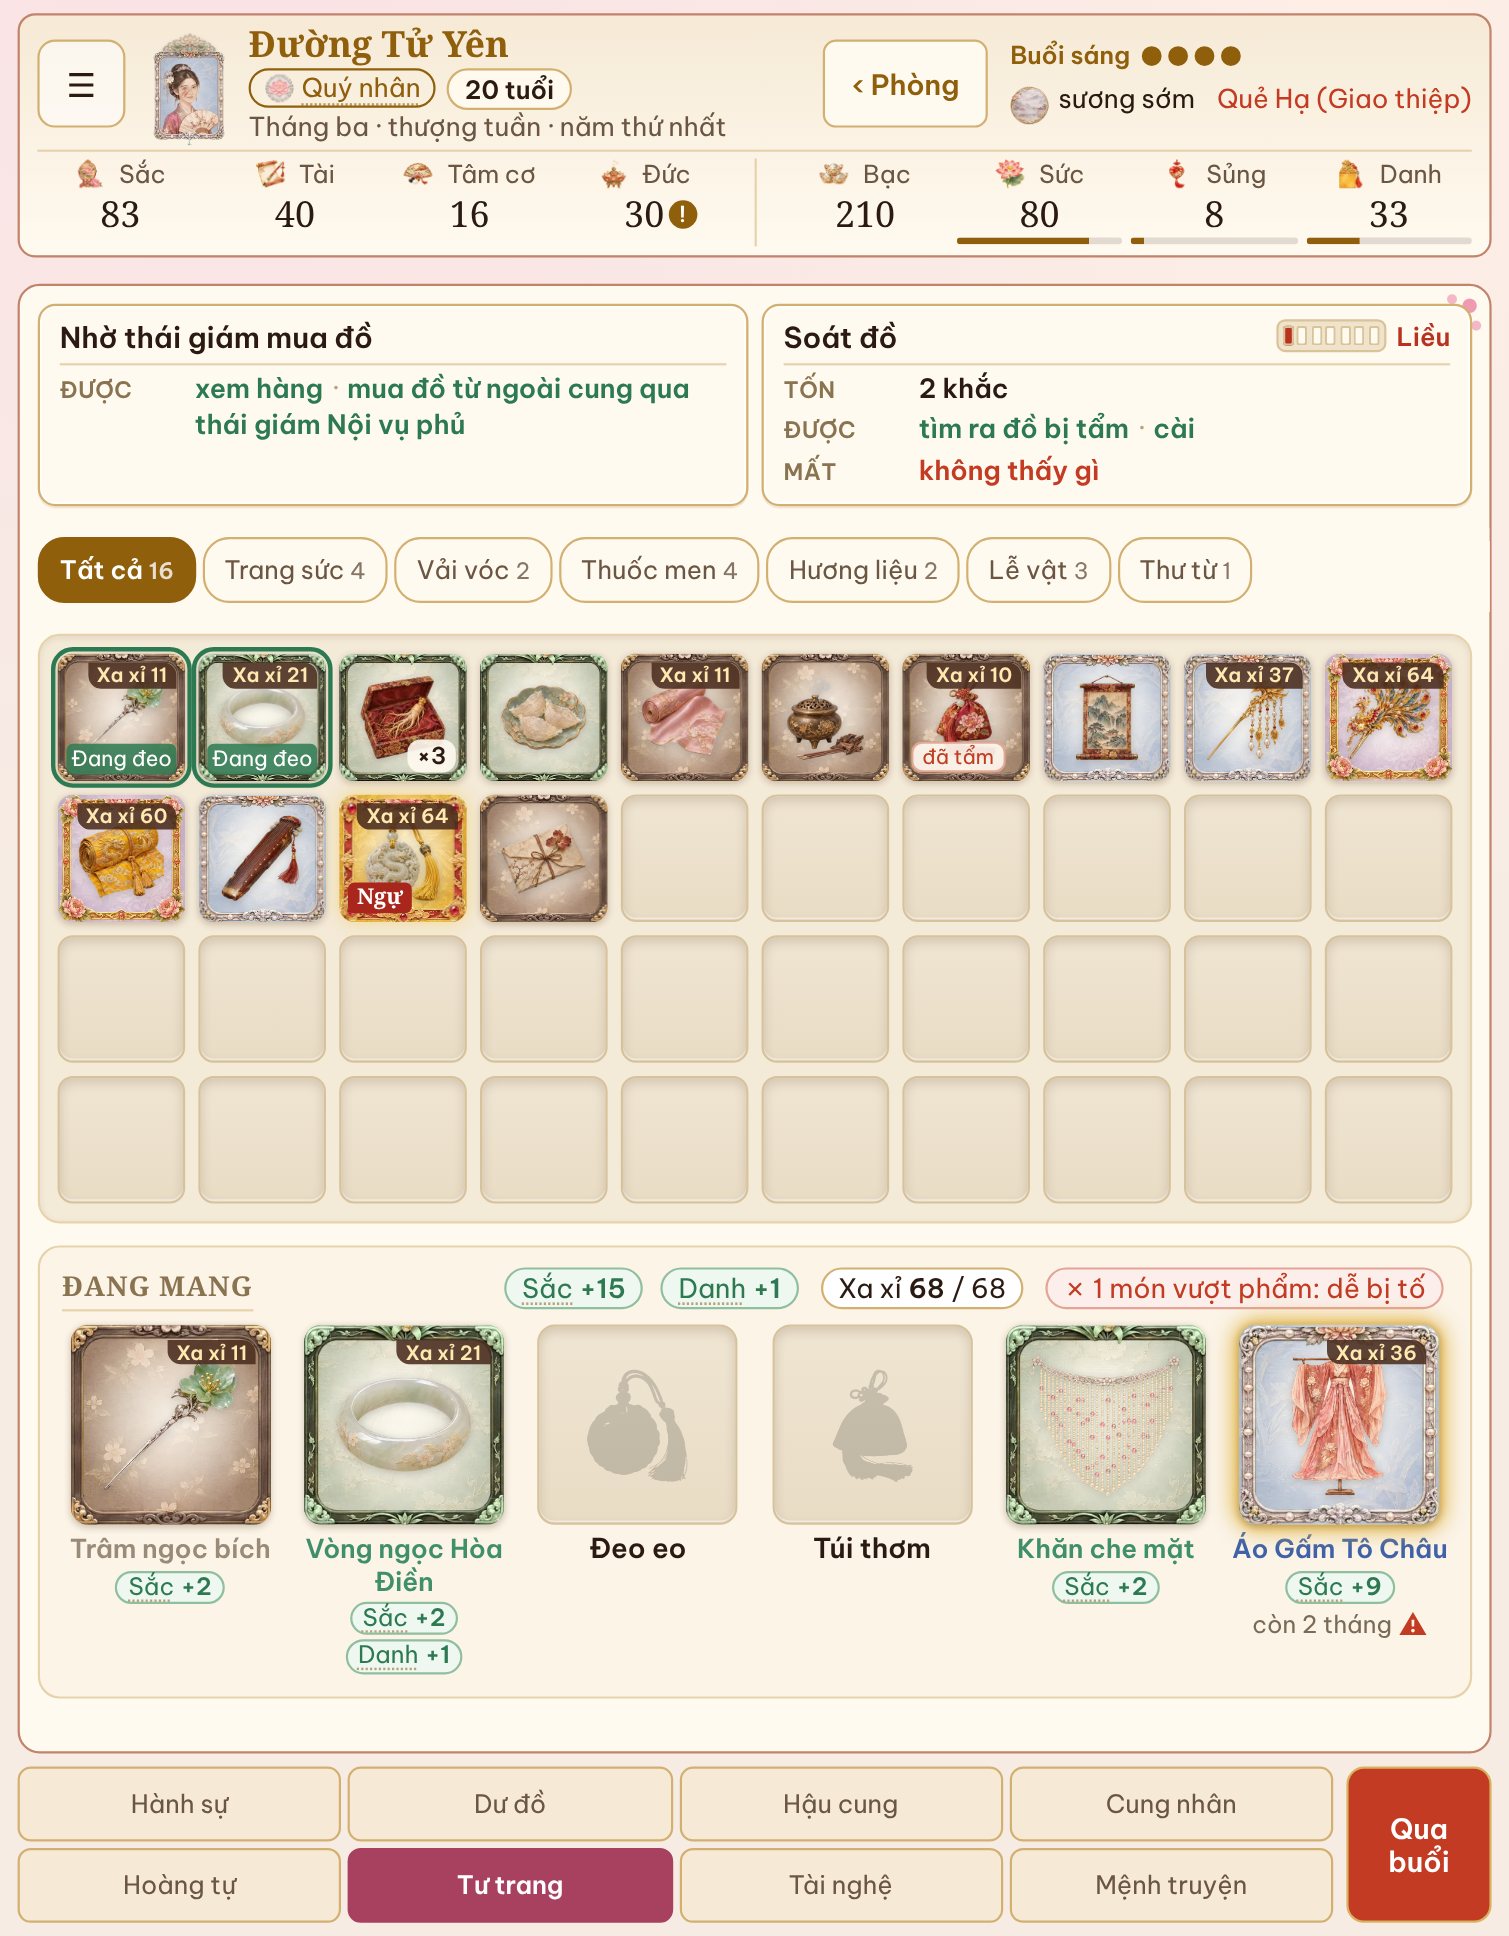 ☰
Đường Tử Yên
Quý nhân
20 tuổi
Tháng ba · thượng tuần · năm thứ nhất
‹ Phòng
Buổi sáng
sương sớm
Quẻ Hạ (Giao thiệp)
Sắc
Tài
Tâm cơ
Đức
Bạc
Sức
Sủng
Danh
83
40
16
30 !
210
80
8
33
Nhờ thái giám mua đồ
ĐƯỢC xem hàng · mua đồ từ ngoài cung qua
thái giám Nội vụ phủ
Soát đồ
Liều
TỐN 2 khắc
ĐƯỢC tìm ra đồ bị tẩm · cài
MẤT không thấy gì
Tất cả 16
Trang sức 4
Vải vóc 2
Thuốc men 4
Hương liệu 2
Lễ vật 3
Thư từ 1
Xa xỉ 11
Đang đeo
Xa xỉ 21
Đang đeo
×3
Xa xỉ 11
Xa xỉ 10
đã tẩm
Xa xỉ 37
Xa xỉ 64
Xa xỉ 60
Xa xỉ 64
Ngự
ĐANG MANG
Sắc +15
Danh +1
Xa xỉ 68 / 68
× 1 món vượt phẩm: dễ bị tố
Xa xỉ 11
Trâm ngọc bích
Sắc +2
Xa xỉ 21
Vòng ngọc Hòa
Điền
Sắc +2
Danh +1
Đeo eo
Túi thơm
Khăn che mặt
Sắc +2
Xa xỉ 36
Áo Gấm Tô Châu
Sắc +9
còn 2 tháng
Hành sự
Dư đồ
Hậu cung
Cung nhân
Hoàng tự
Tư trang
Tài nghệ
Mệnh truyện
Qua
buổi